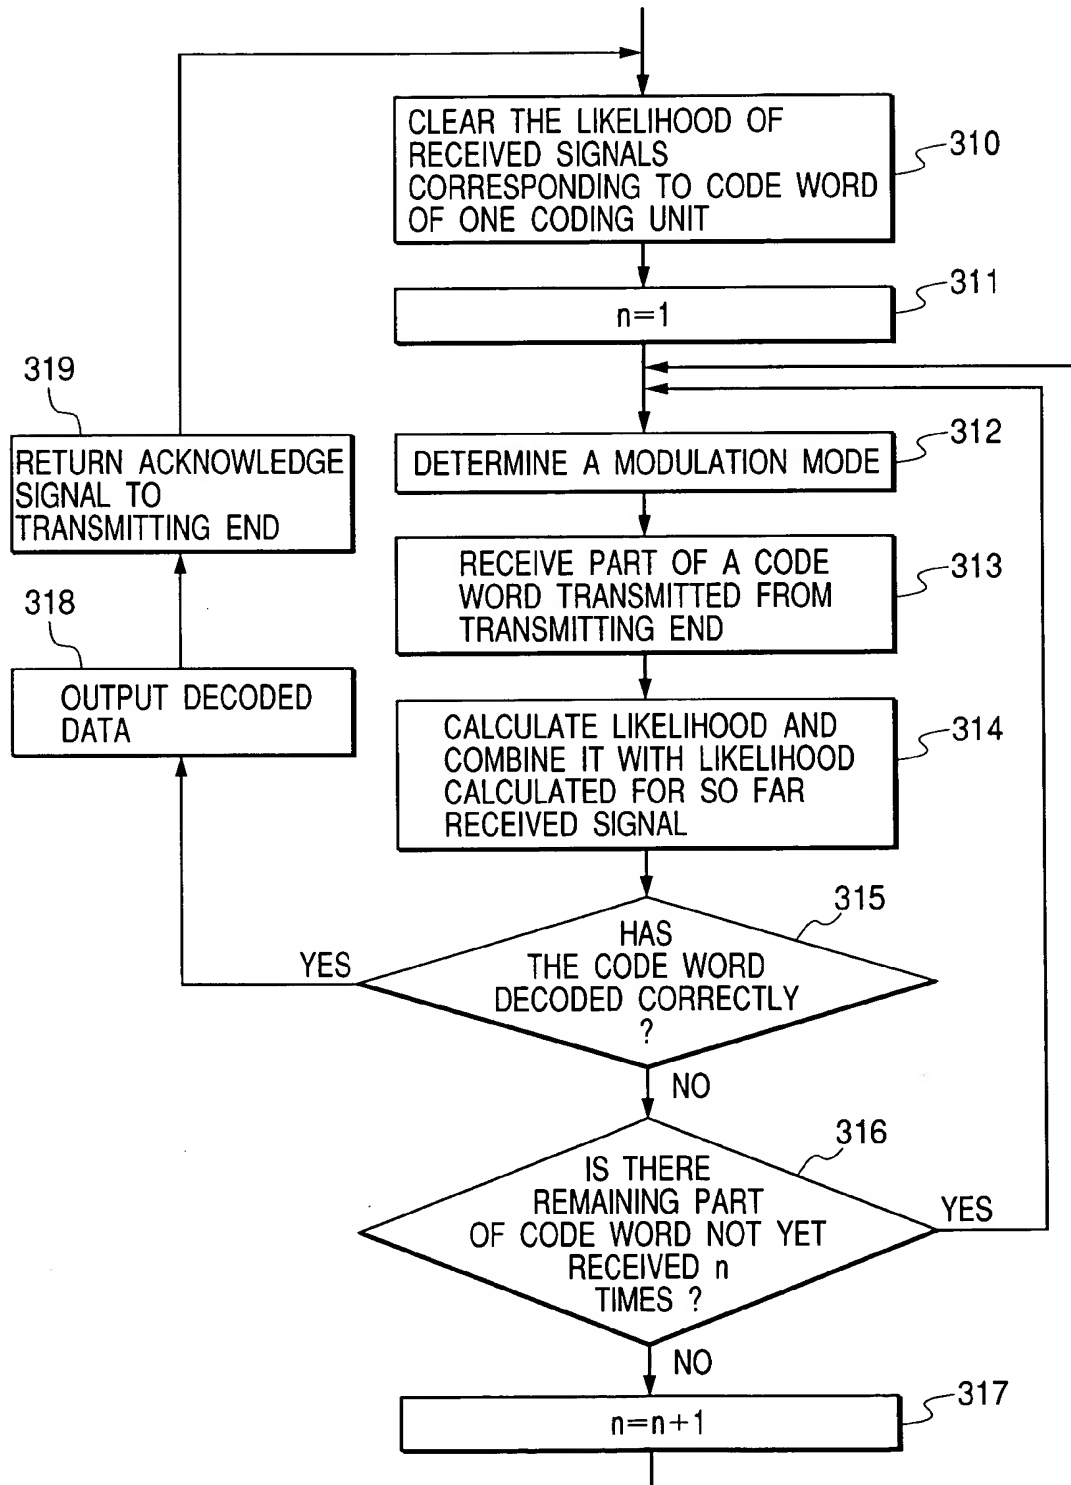 CLEAR THE LIKELIHOOD OF
RECEIVED SIGNALS
CORRESPONDING TO CODE WORD
OF ONE CODING UNIT
310
311
n=1
319
RETURN ACKNOWLEDGE
SIGNAL TO
TRANSMITTING END
312
DETERMINE A MODULATION MODE
RECEIVE PART OF A CODE
WORD TRANSMITTED FROM
TRANSMITTING END
313
318
OUTPUT DECODED
DATA
CALCULATE LIKELIHOOD AND
COMBINE IT WITH LIKELIHOOD
CALCULATED FOR SO FAR
RECEIVED SIGNAL
314
315
HAS
THE CODE WORD
DECODED CORRECTLY
?
YES
NO
316
IS THERE
REMAINING PART
OF CODE WORD NOT YET
RECEIVED n
TIMES ?
YES
NO
317
n=n+1